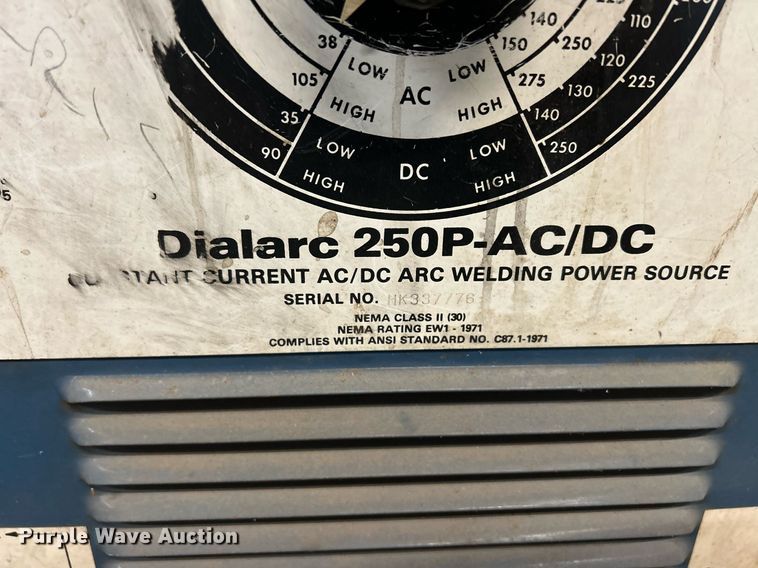 140
38 150 250 110
LOW LOW 120
105 AC 275 130 225
HIGH HIGH
35 140
LOW LOW
90 DC 250
HIGH HIGH
Dialarc 250P-AC/DC
CONSTANT CURRENT AC/DC ARC WELDING POWER SOURCE
SERIAL NO. HK337776
NEMA CLASS II (30)
NEMA RATING EW1 - 1971
COMPLIES WITH ANSI STANDARD NO. C87.1-1971
Purple Wave Auction